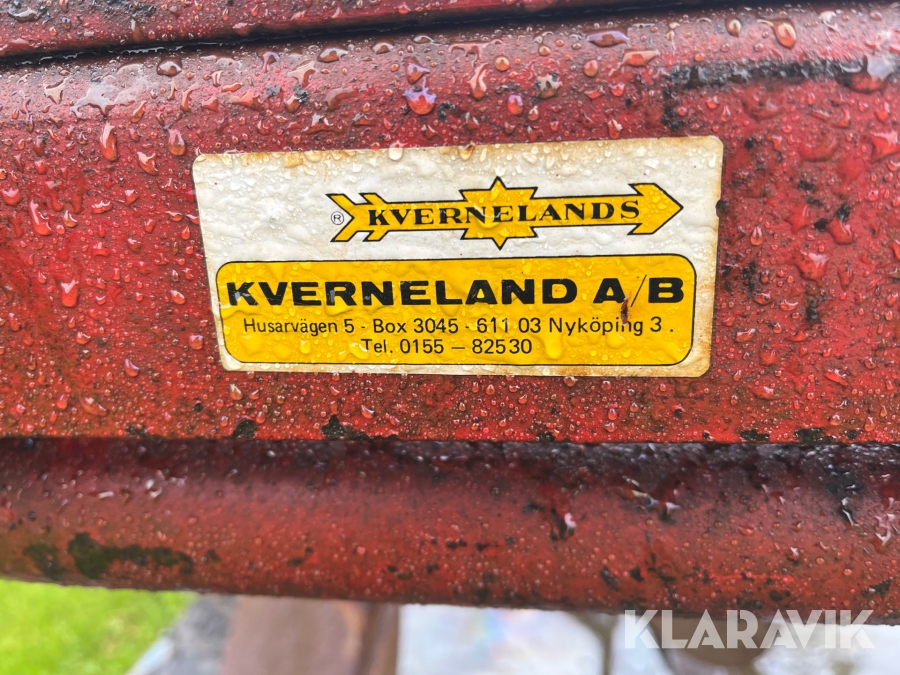 ® KVERNELANDS
KVERNELAND A/B
Husarvägen 5 - Box 3045 - 611 03 Nyköping 3 .
Tel. 0155 — 82530
KLARAVIK